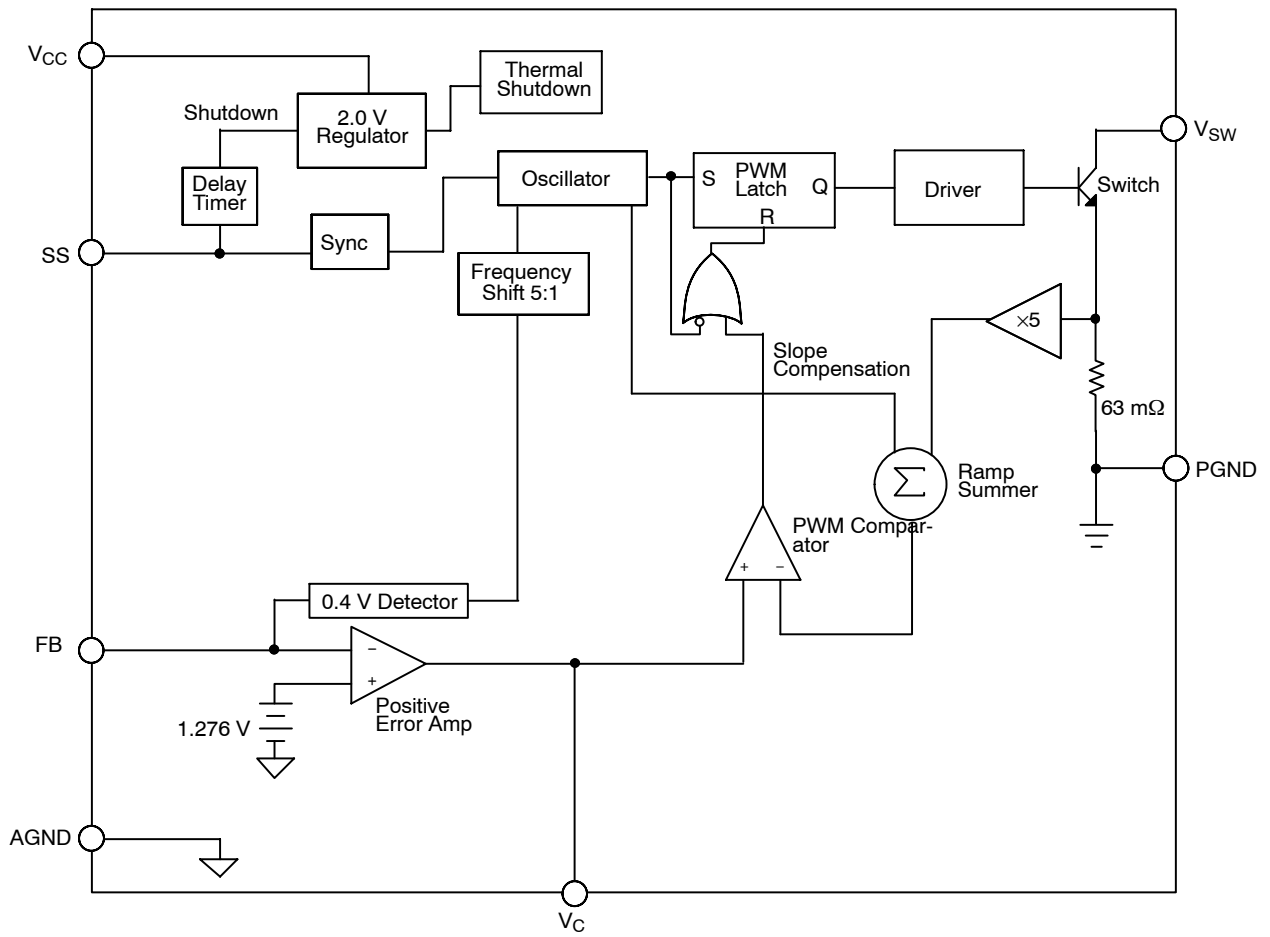 VCC
Thermal
Shutdown
Shutdown
2.0 V
Regulator
VSW
Delay
Timer
Oscillator
S
PWM
Latch
Q
R
Driver
Switch
SS
Sync
Frequency
Shift 5:1
×5
Slope
Compensation
63 mΩ
Σ
Ramp
Summer
PGND
PWM Compar-
ator
+
−
0.4 V Detector
FB
−
+
Positive
Error Amp
1.276 V
AGND
VC